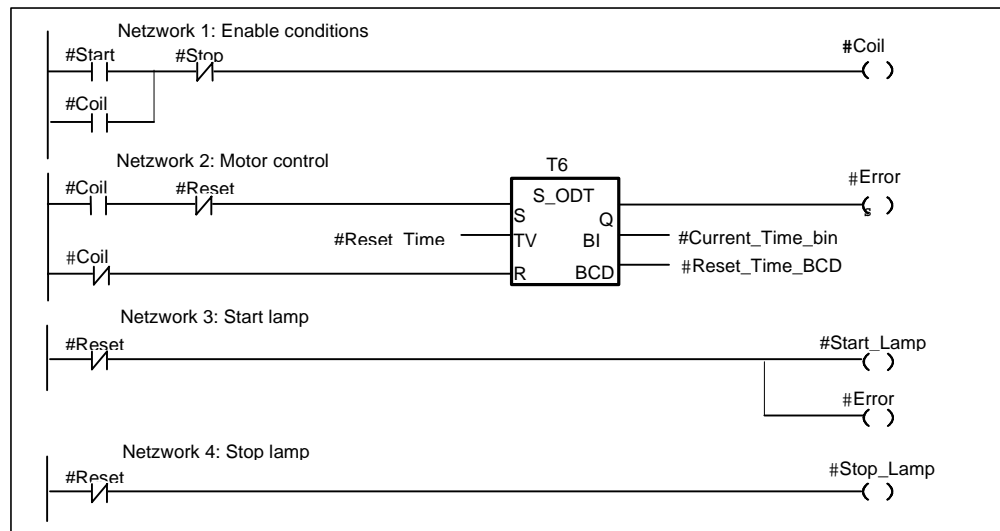 Netzwork 1: Enable conditions
#Start #Stop #Coil
#Coil
Netzwork 2: Motor control
T6
#Coil #Reset S_ODT #Error
S Q s
#Reset_Time TV BI #Current_Time_bin
#Coil
R BCD #Reset_Time_BCD
Netzwork 3: Start lamp
#Reset #Start_Lamp
#Error
Netzwork 4: Stop lamp
#Reset #Stop_Lamp